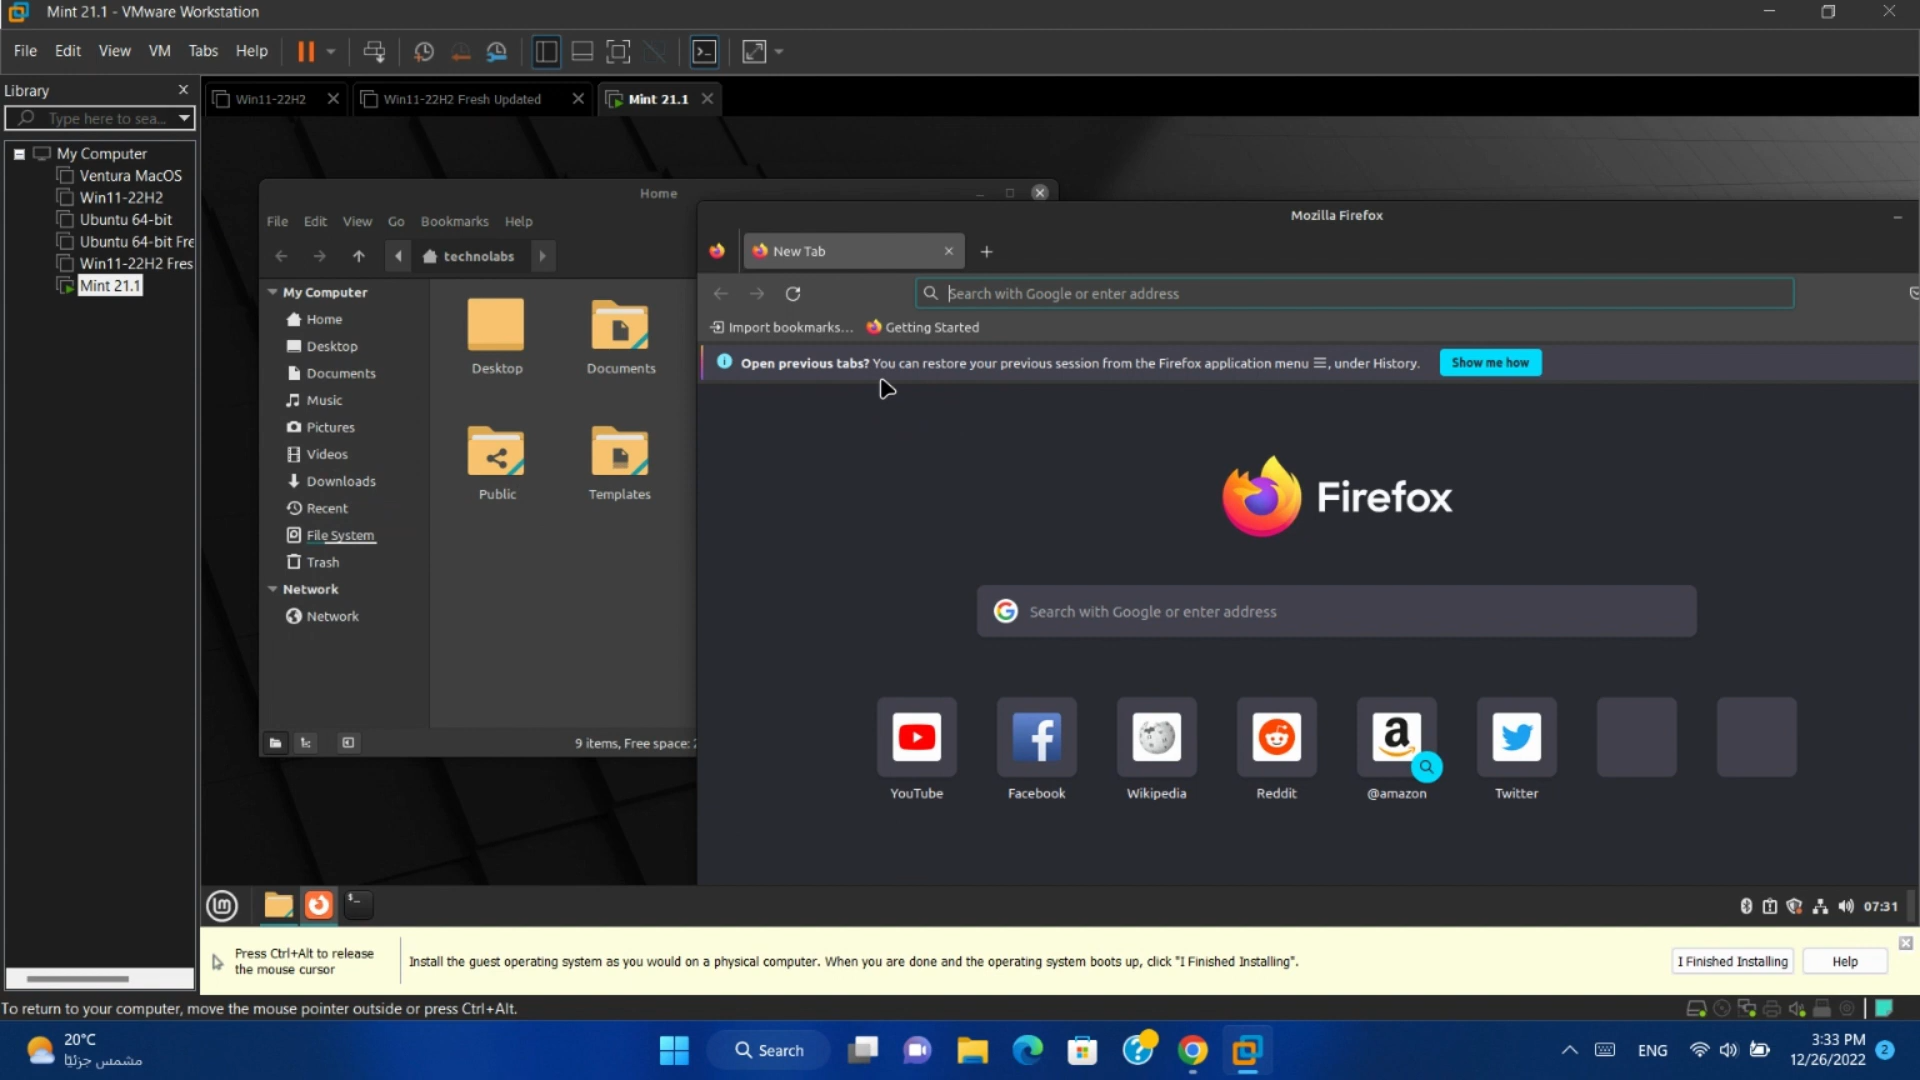 Mint 21.1 - VMware Workstation
File Edit View VM Tabs Help
Library
Type here to sea...
My Computer
Ventura MacOS
Win11-22H2
Ubuntu 64-bit
Ubuntu 64-bit Fre
Win11-22H2 Fres
Mint 21.1
Win11-22H2
Win11-22H2 Fresh Updated
Mint 21.1
Home
File Edit View Go Bookmarks Help
technolabs
My Computer
Home
Desktop
Documents
Music
Pictures
Videos
Downloads
Recent
File System
Trash
Network
Network
Desktop
Documents
Public
Templates
9 items, Free space:
Mozilla Firefox
New Tab
Search with Google or enter address
Import bookmarks... Getting Started
Open previous tabs? You can restore your previous session from the Firefox application menu ☰, under History.
Show me how
Firefox
Search with Google or enter address
YouTube
Facebook
Wikipedia
Reddit
@amazon
Twitter
07:31
Press Ctrl+Alt to release
the mouse cursor
Install the guest operating system as you would on a physical computer. When you are done and the operating system boots up, click "I Finished Installing".
I Finished Installing
Help
To return to your computer, move the mouse pointer outside or press Ctrl+Alt.
20°C
مشمس جزئيًا
Search
ENG
3:33 PM
12/26/2022
2